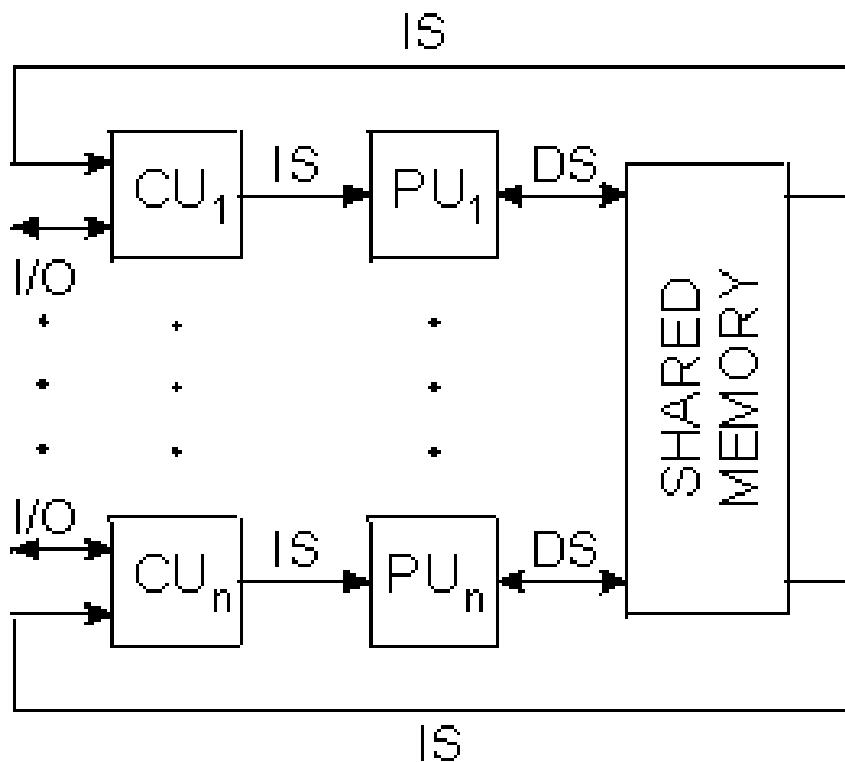 IS
CU₁ IS PU₁ DS
I/O
SHARED
MEMORY
I/O
CUₙ IS PUₙ DS
IS